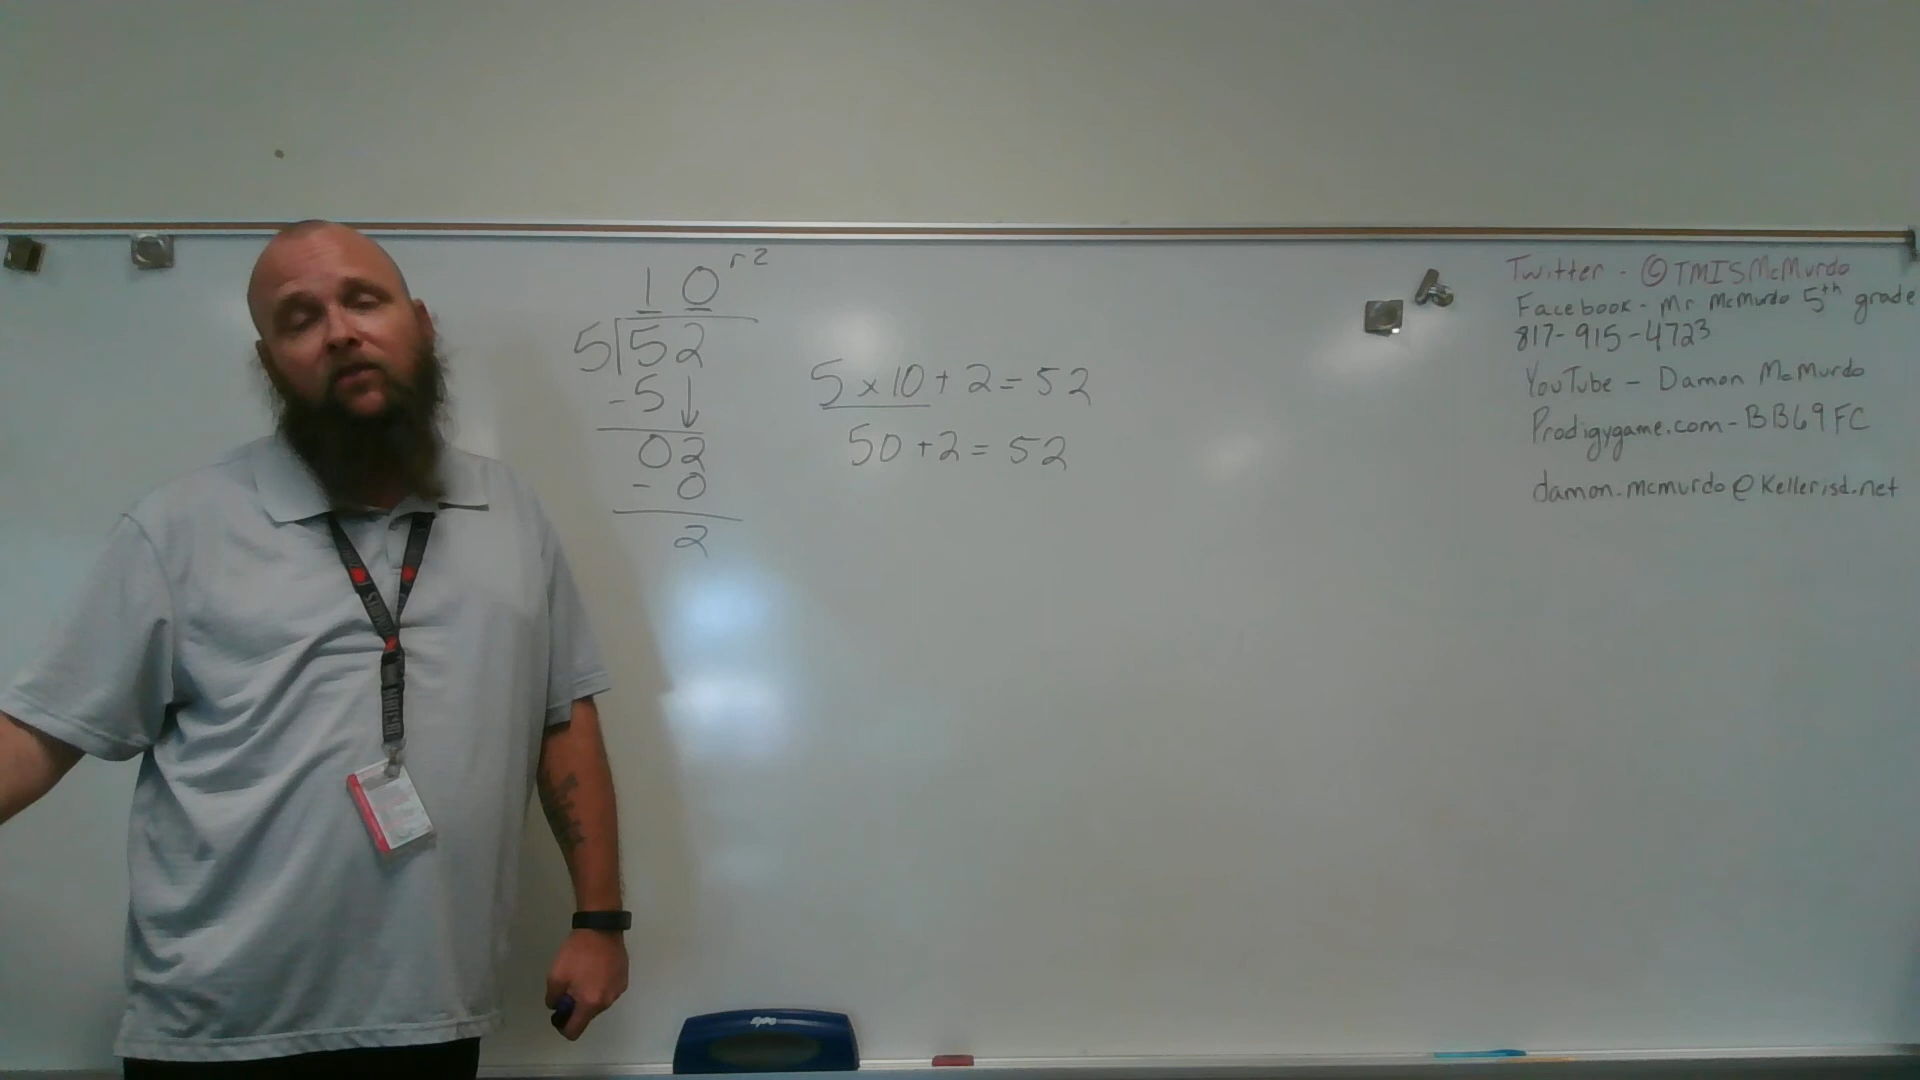 10 r2
5 52
-5
02
- 0
2
5 x 10 + 2 = 52
50 + 2 = 52
Twitter - @TMISMcMurdo
Facebook - Mr McMurdo 5th grade
817-915-4723
YouTube - Damon McMurdo
Prodigygame.com - BB69FC
damon.mcmurdo@kellerisd.net
expo